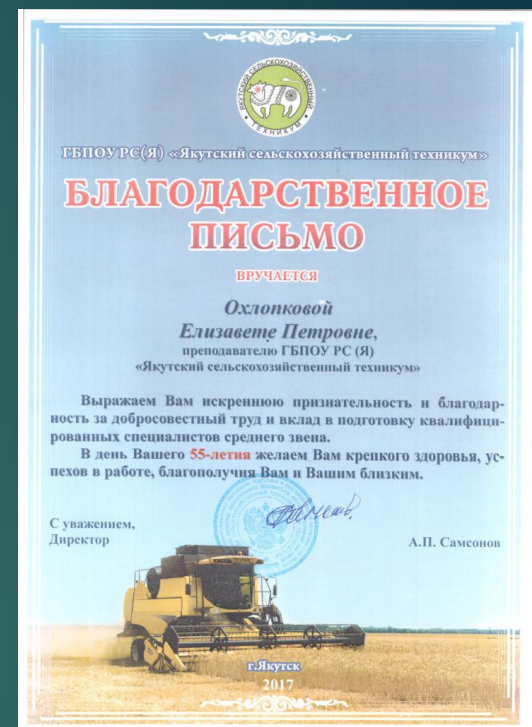 ЯКУТСКИЙ СЕЛЬСКОХОЗЯЙСТВЕННЫЙ
ТЕХНИКУМ
ГБПОУ РС(Я) «Якутский сельскохозяйственный техникум»
БЛАГОДАРСТВЕННОЕ
ПИСЬМО
ВРУЧАЕТСЯ
Охлопковой
Елизавете Петровне,
преподавателю ГБПОУ РС (Я)
«Якутский сельскохозяйственный техникум»
Выражаем Вам искреннюю признательность и благодар-
ность за добросовестный труд и вклад в подготовку квалифици-
рованных специалистов среднего звена.
В день Вашего 55-летия желаем Вам крепкого здоровья, ус-
пехов в работе, благополучия Вам и Вашим близким.
С уважением,
Директор
А.П. Самсонов
г.Якутск
2017